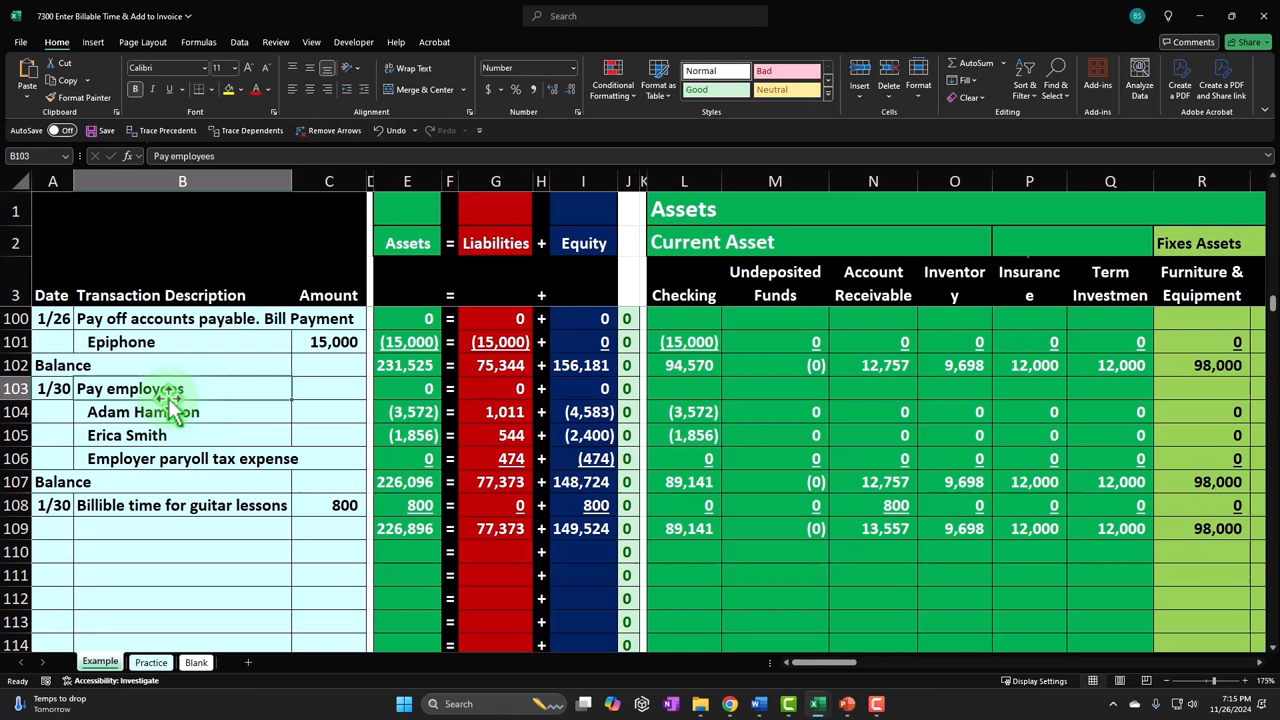 7300 Enter Billable Time & Add to Invoice
Search
BS
File Home Insert Draw Page Layout Formulas Data Review View Developer Help Acrobat
Comments Share
Paste Cut Copy Format Painter Clipboard
Calibri 11 Font
Wrap Text Merge & Center Alignment
Number Number
Conditional Formatting Format as Table Normal Bad Good Neutral Styles
Insert Delete Format Cells
AutoSum Fill Clear Sort & Filter Find & Select Editing
Add-ins Add-ins
Analyze Data
Create a PDF Create a PDF and Share link Adobe Acrobat
AutoSave Off Save Trace Precedents Trace Dependents Remove Arrows Undo Redo
B103 fx Pay employees
A B C D E F G H I J K L M N O P Q R
1 Assets
2 Assets = Liabilities + Equity Current Asset Fixes Assets
3 Date Transaction Description Amount = + Checking Undeposited Funds Account Receivable Inventor y Insuranc e Term Investmen Furniture & Equipment
100 1/26 Pay off accounts payable. Bill Payment 0 = 0 + 0 0
101 Epiphone 15,000 (15,000) = (15,000) + 0 0 (15,000) 0 0 0 0 0 0
102 Balance 231,525 = 75,344 + 156,181 0 94,570 (0) 12,757 9,698 12,000 12,000 98,000
103 1/30 Pay employees 0 = 0 + 0 0
104 Adam Hamilton (3,572) = 1,011 + (4,583) 0 (3,572) 0 0 0 0 0 0
105 Erica Smith (1,856) = 544 + (2,400) 0 (1,856) 0 0 0 0 0 0
106 Employer paryoll tax expense 0 = 474 + (474) 0 0 0 0 0 0 0 0
107 Balance 226,096 = 77,373 + 148,724 0 89,141 (0) 12,757 9,698 12,000 12,000 98,000
108 1/30 Billible time for guitar lessons 800 800 = 0 + 800 0 0 0 800 0 0 0 0
109 226,896 = 77,373 + 149,524 0 89,141 (0) 13,557 9,698 12,000 12,000 98,000
110 = + 0
111 = + 0
112 = + 0
113 = + 0
114 = + 0
Example Practice Blank
Ready Accessibility: Investigate Display Settings 175%
Temps to drop
Tomorrow
Search
7:15 PM
11/26/2024